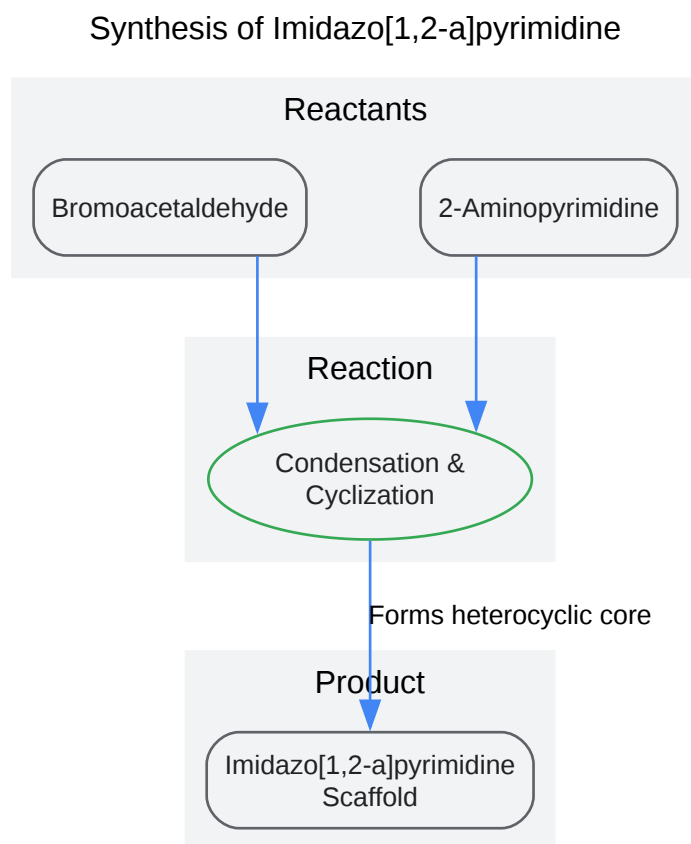 Synthesis of Imidazo[1,2-a]pyrimidine
Reactants
Bromoacetaldehyde
2-Aminopyrimidine
Reaction
Condensation &
Cyclization
Forms heterocyclic core
Product
Imidazo[1,2-a]pyrimidine
Scaffold